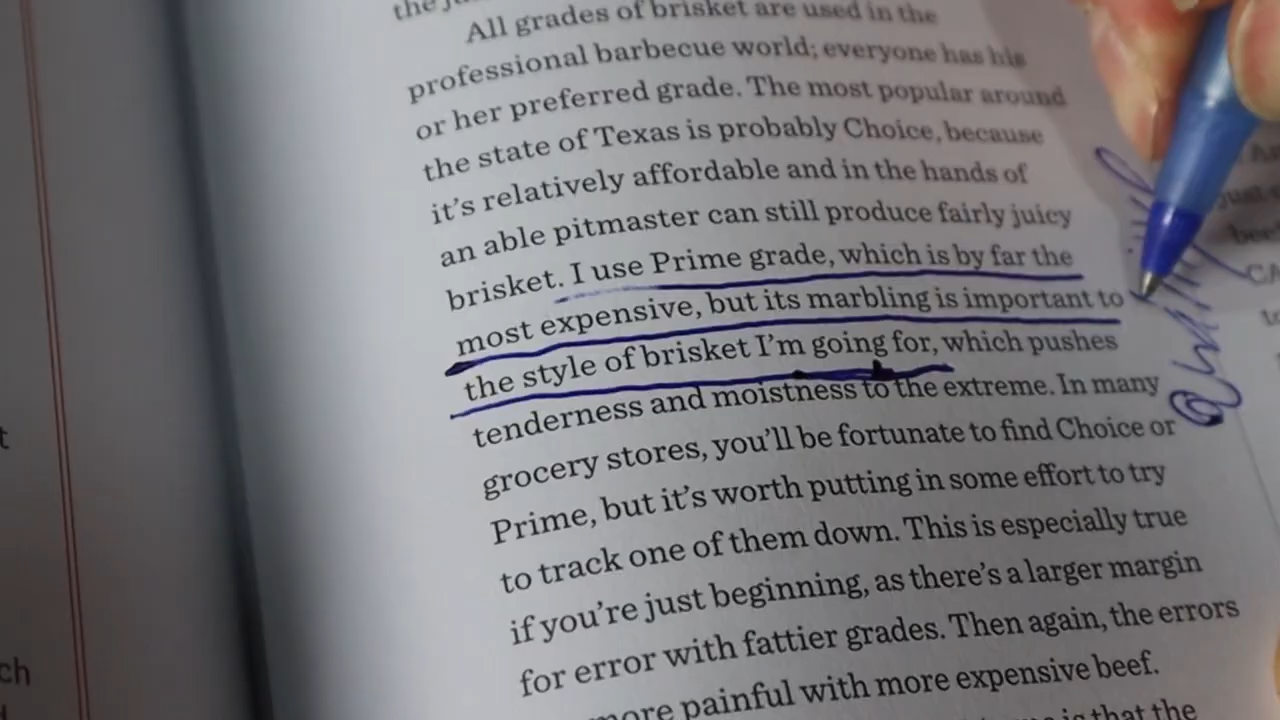 the
All grades of brisket are used in the
professional barbecue world; everyone has his
or her preferred grade. The most popular around
the state of Texas is probably Choice, because
it's relatively affordable and in the hands of
an able pitmaster can still produce fairly juicy
brisket. I use Prime grade, which is by far the
most expensive, but its marbling is important to
the style of brisket I'm going for, which pushes
tenderness and moistness to the extreme. In many
grocery stores, you'll be fortunate to find Choice or
Prime, but it's worth putting in some effort to try
to track one of them down. This is especially true
if you're just beginning, as there's a larger margin
for error with fattier grades. Then again, the errors
more painful with more expensive beef.
is that the